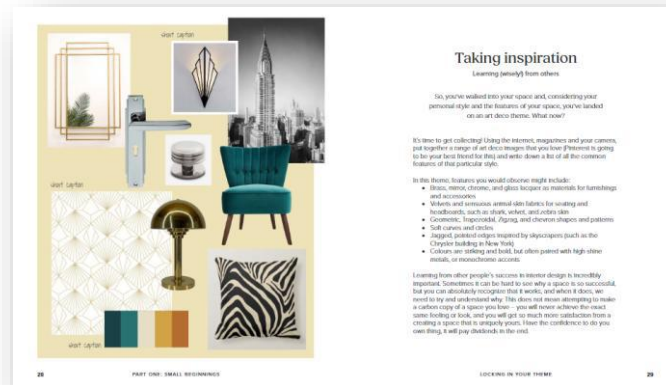 short caption
short caption
short caption
20
PART ONE: SMALL BEGINNINGS
Taking inspiration
Learning (wisely!) from others
So, you've walked into your space and, considering your
personal style and the features of your space, you've landed
on an art deco theme. What now?
It's time to get collecting! Using the internet, magazines and your camera,
put together a range of art deco images that you love (Pinterest is going
to be your best friend for this) and write down a list of all the common
features of that particular style.
In this theme, features you would observe might include:
• Brass, mirror, chrome, and glass lacquer as materials for furnishings
and accessories
• Velvets and sensuous animal skin fabrics for seating and
headboards, such as shark, velvet, and zebra skin
• Geometric, Trapezoidal, Zigzag, and chevron shapes and patterns
• Soft curves and circles
• Jagged, pointed edges inspired by skyscrapers (such as the
Chrysler building in New York)
• Colours are striking and bold, but often paired with high shine
metals, or monochrome accents
Learning from other people's success in interior design is incredibly
important. Sometimes it can be hard to see why a space is so successful,
but you can absolutely recognize that it works, and when it does, we
need to try and understand why. This does not mean attempting to make
a carbon copy of a space you love – you will never achieve the exact
same feeling or look, and you will get so much more satisfaction from a
creating a space that is uniquely yours. Have the confidence to do you
own thing, it will pay dividends in the end.
LOCKING IN YOUR THEME